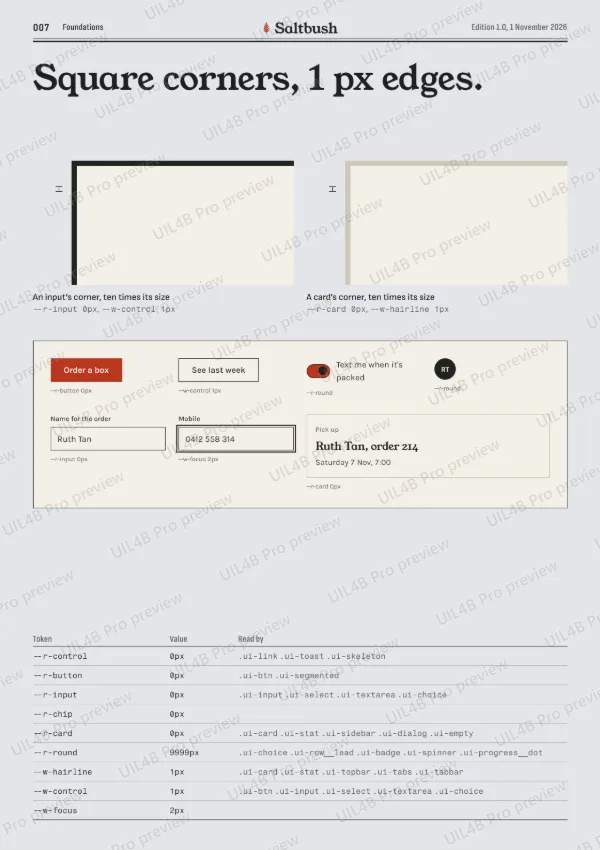 007 Foundations Saltbush Edition 1.0, 1 November 2026
Square corners, 1 px edges.
An input's corner, ten times its size
--r-input 0px, --w-control 1px
A card's corner, ten times its size
--r-card 0px, --w-hairline 1px
Order a box
--r-button 0px
See last week
--w-control 1px
Text me when it's
packed
--r-round
RT
--r-round
Name for the order
Ruth Tan
--r-input 0px
Mobile
0412 558 314
--w-focus 2px
Pick up
Ruth Tan, order 214
Saturday 7 Nov, 7:00
--r-card 0px
Token Value Read by
--r-control 0px .ui-link .ui-toast .ui-skeleton
--r-button 0px .ui-btn .ui-segmented
--r-input 0px .ui-input .ui-select .ui-textarea .ui-choice
--r-chip 0px
--r-card 0px .ui-card .ui-stat .ui-sidebar .ui-dialog .ui-empty
--r-round 9999px .ui-choice .ui-row__lead .ui-badge .ui-spinner .ui-progress__dot
--w-hairline 1px .ui-card .ui-stat .ui-topbar .ui-tabs .ui-tabbar
--w-control 1px .ui-btn .ui-input .ui-select .ui-textarea .ui-choice
--w-focus 2px
UIL4B Pro preview